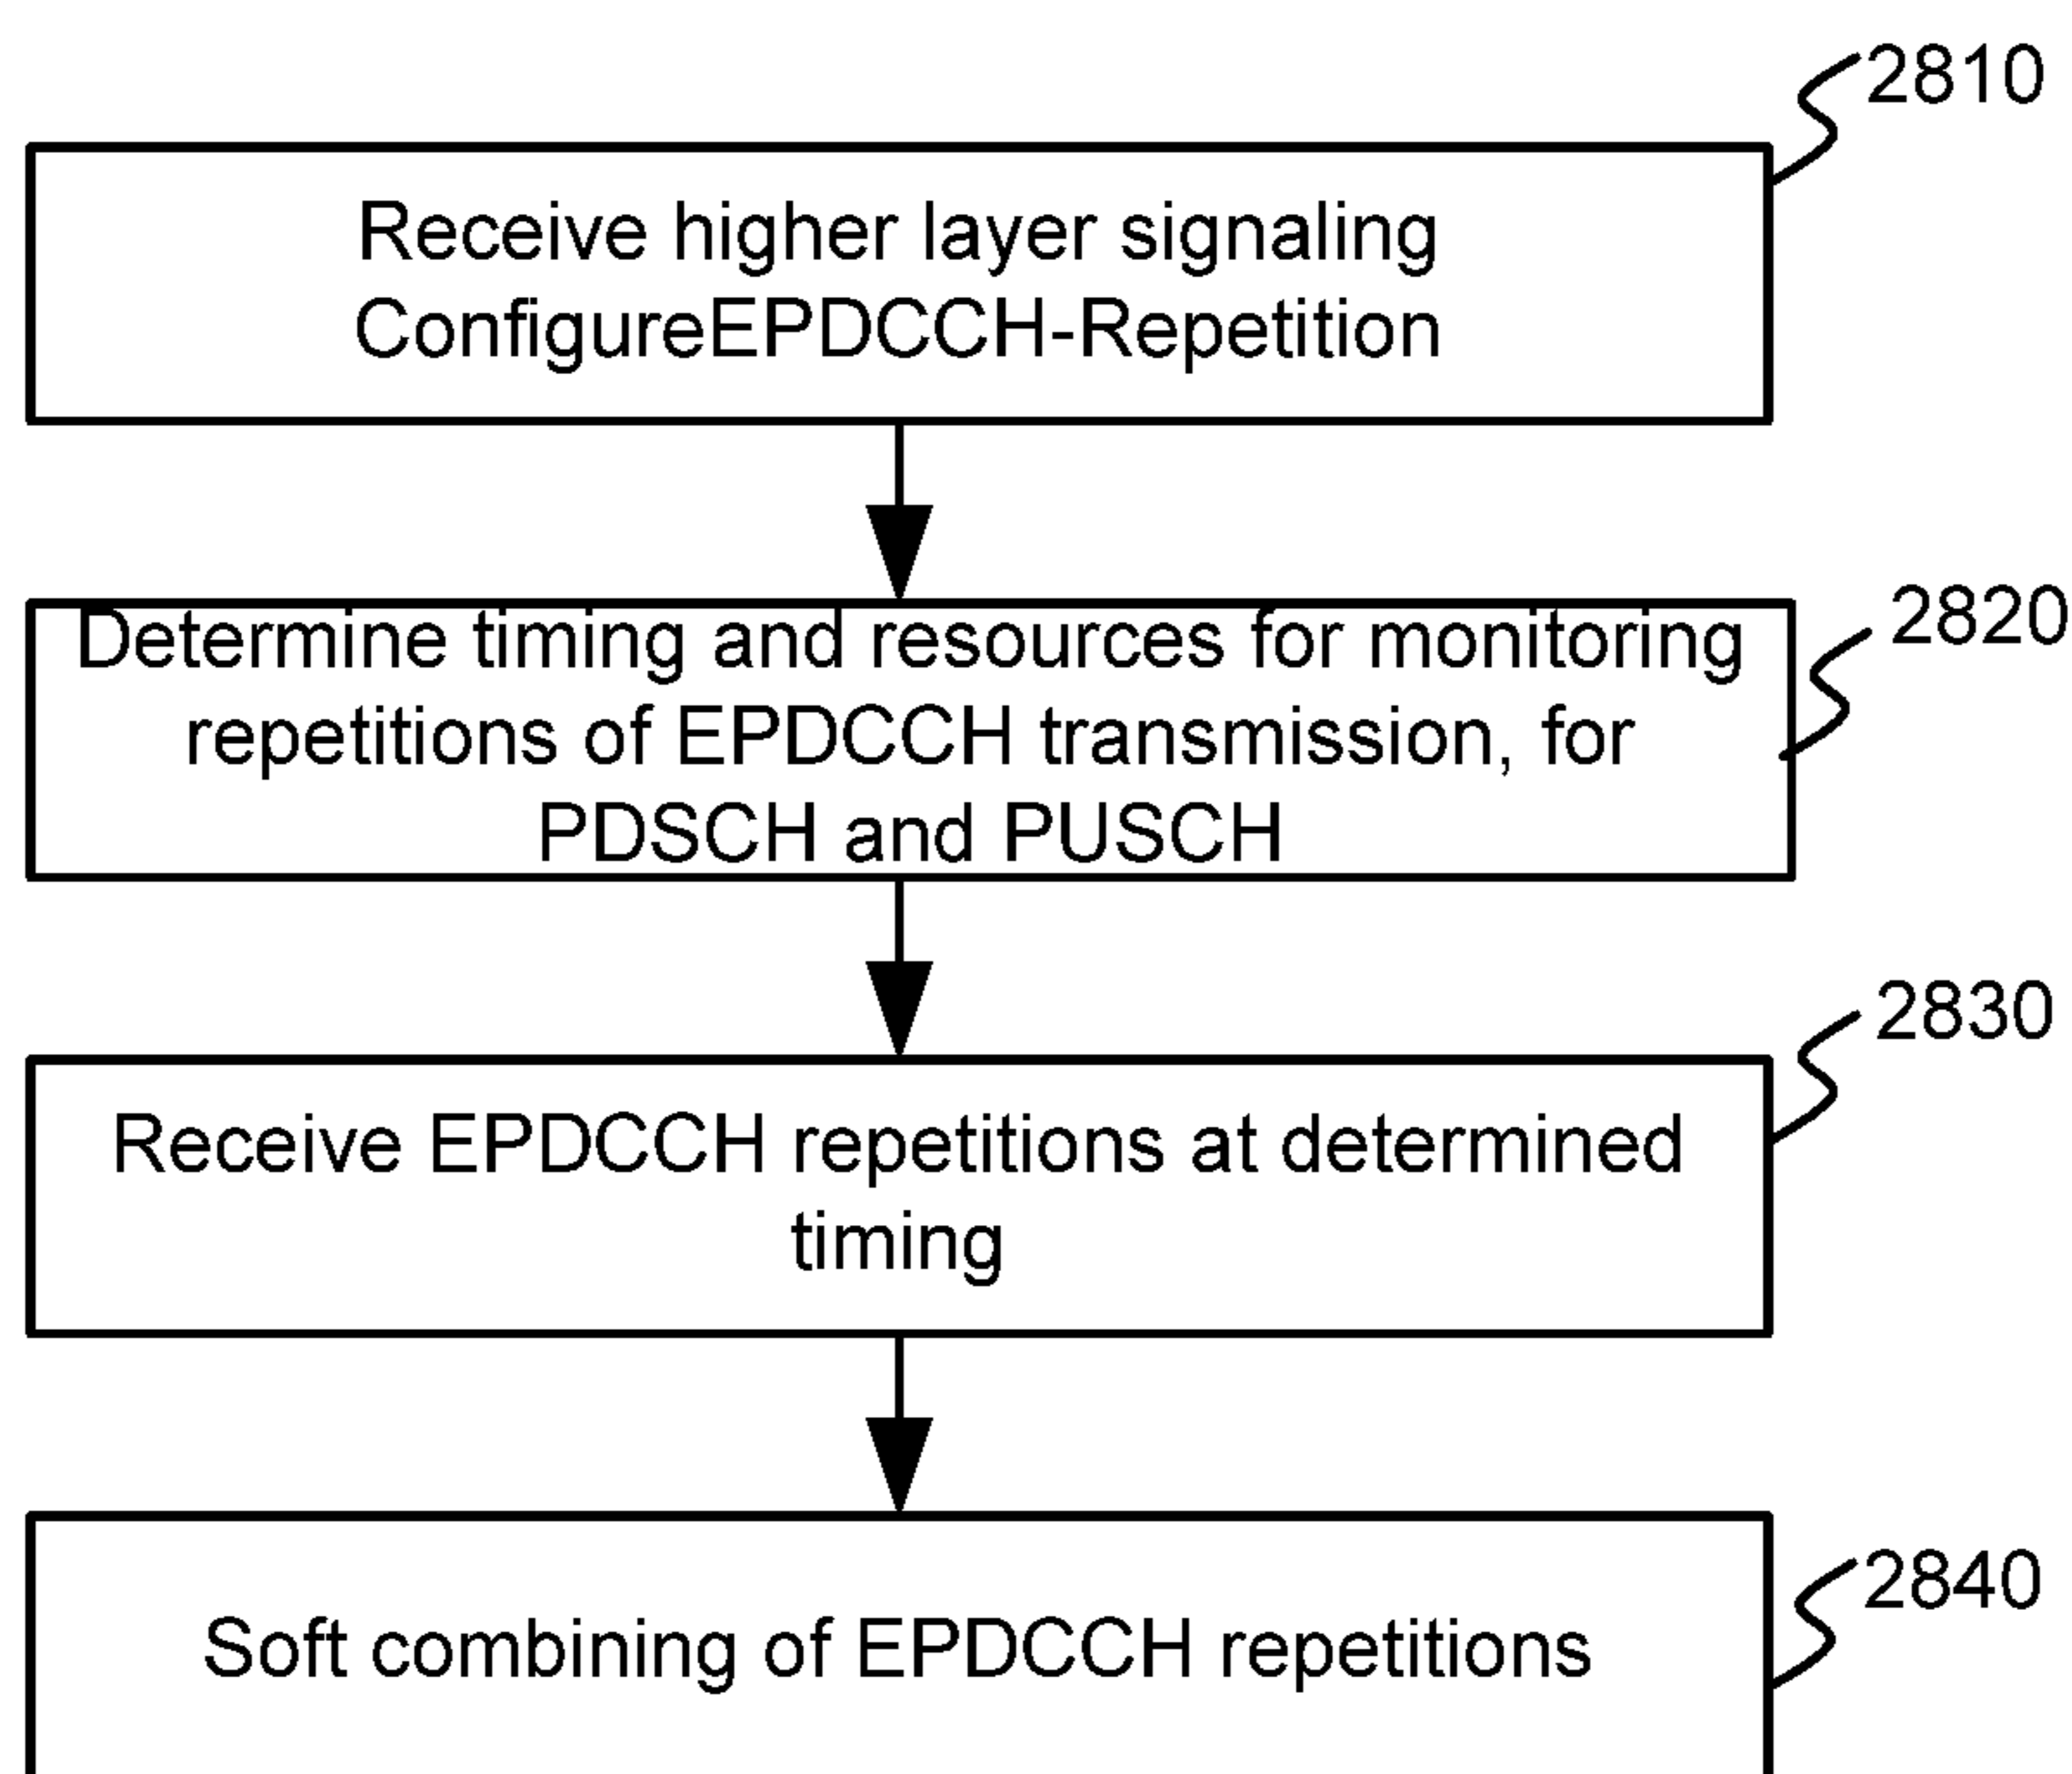 2810
Receive higher layer signaling
ConfigureEPDCCH-Repetition
2820
Determine timing and resources for monitoring
repetitions of EPDCCH transmission, for
PDSCH and PUSCH
2830
Receive EPDCCH repetitions at determined
timing
2840
Soft combining of EPDCCH repetitions